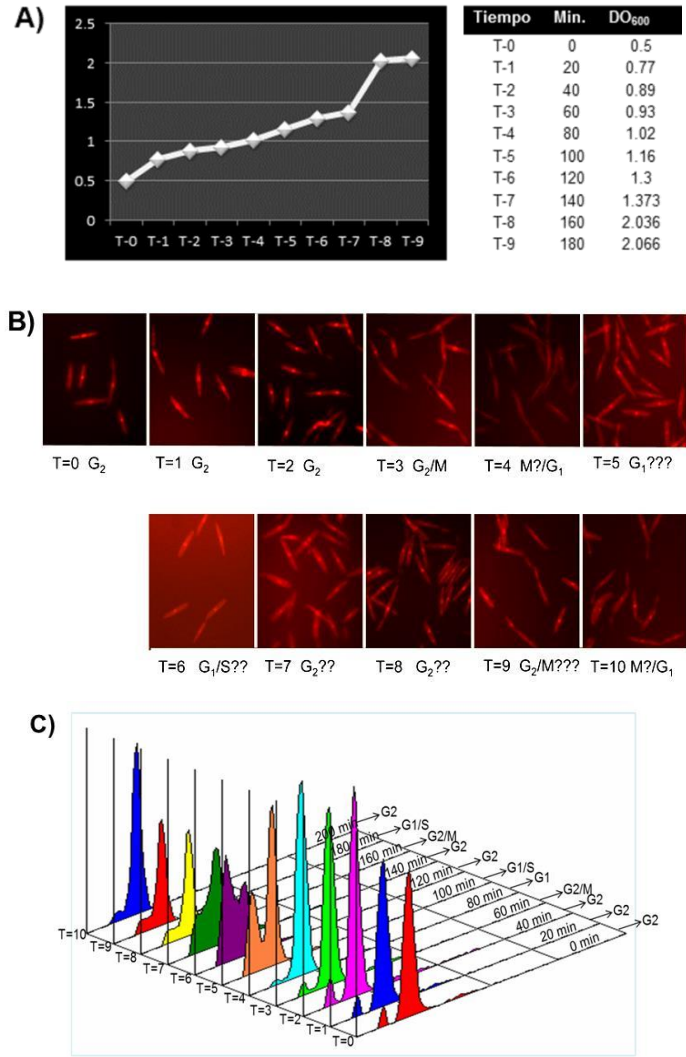 A)
2.5
2
1.5
1
0.5
0
T-0 T-1 T-2 T-3 T-4 T-5 T-6 T-7 T-8 T-9
Tiempo Min. DO600
T-0 0 0.5
T-1 20 0.77
T-2 40 0.89
T-3 60 0.93
T-4 80 1.02
T-5 100 1.16
T-6 120 1.3
T-7 140 1.373
T-8 160 2.036
T-9 180 2.066
B)
T=0 G2
T=1 G2
T=2 G2
T=3 G2/M
T=4 M?/G1
T=5 G1???
T=6 G1/S??
T=7 G2??
T=8 G2??
T=9 G2/M???
T=10 M?/G1
C)
200 min G2
180 min G1/S
160 min G2/M
140 min G2
120 min G2
100 min G1/S
80 min G1
60 min G2/M
40 min G2
20 min G2
0 min G2
T=10
T=9
T=8
T=7
T=6
T=5
T=4
T=3
T=2
T=1
T=0